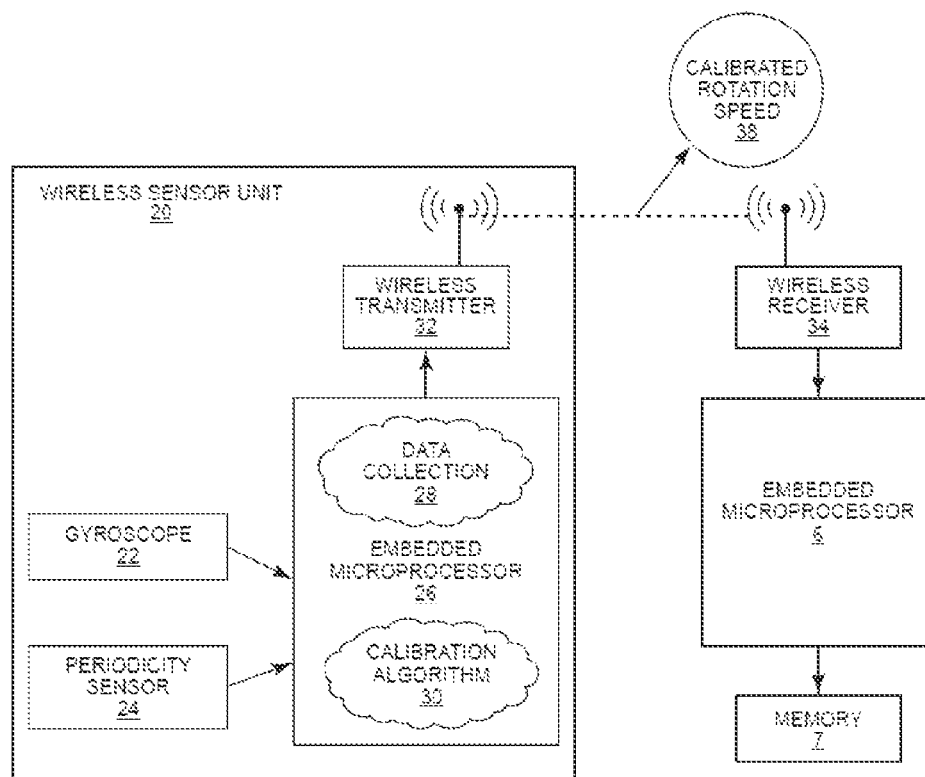 CALIBRATED
ROTATION
SPEED
38
WIRELESS SENSOR UNIT
20
WIRELESS
TRANSMITTER
32
WIRELESS
RECEIVER
34
DATA
COLLECTION
28
GYROSCOPE
22
EMBEDDED
MICROPROCESSOR
26
EMBEDDED
MICROPROCESSOR
6
PERIODICITY
SENSOR
24
CALIBRATION
ALGORITHM
30
MEMORY
7